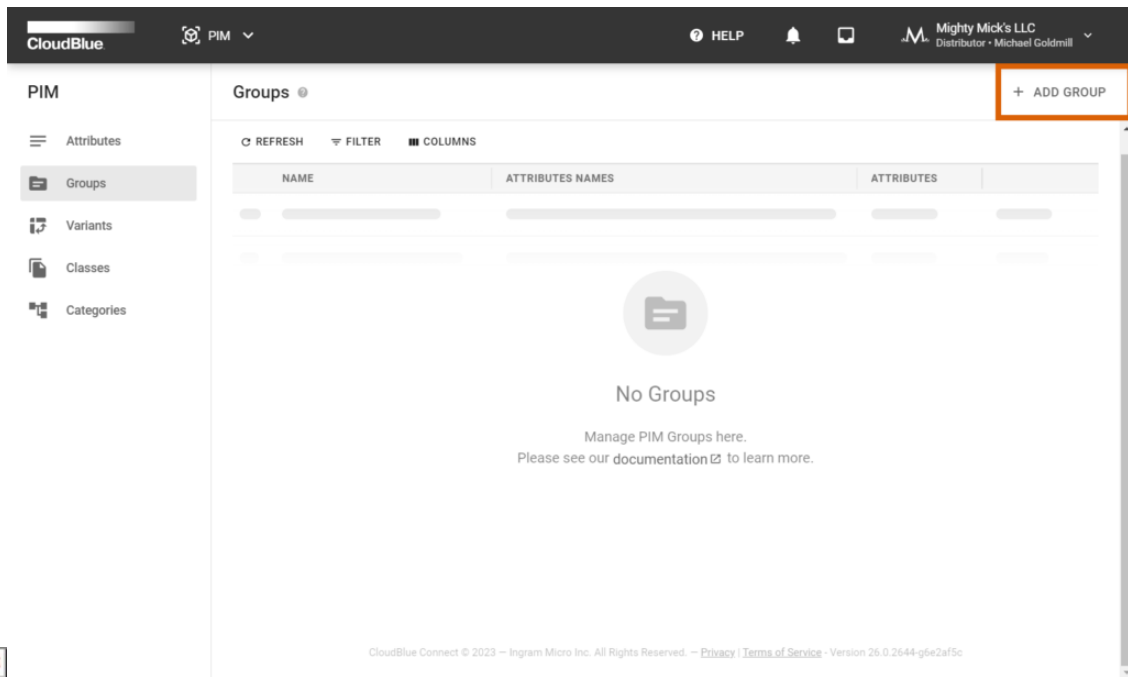 CloudBlue PIM HELP Mighty Mick's LLC
Distributor • Michael Goldmill
PIM
Groups
+ ADD GROUP
Attributes
Groups
Variants
Classes
Categories
REFRESH FILTER COLUMNS
NAME ATTRIBUTES NAMES ATTRIBUTES
No Groups
Manage PIM Groups here.
Please see our documentation to learn more.
CloudBlue Connect © 2023 — Ingram Micro Inc. All Rights Reserved. — Privacy | Terms of Service - Version 26.0.2644-g6e2af5c